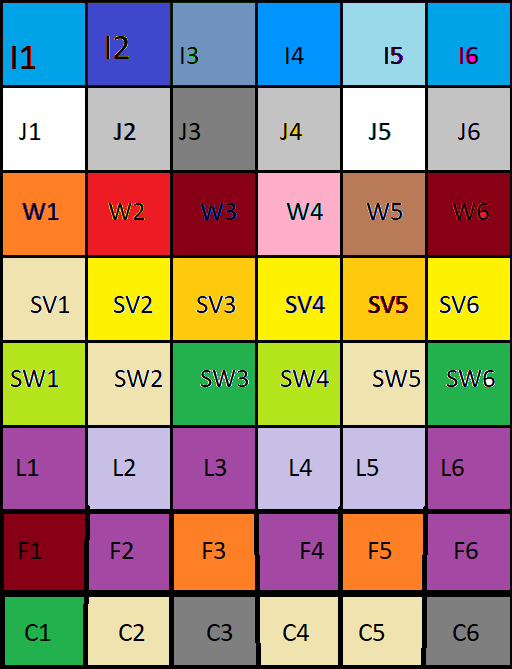 I1 I2 I3 I4 I5 I6
J1 J2 J3 J4 J5 J6
W1 W2 W3 W4 W5 W6
SV1 SV2 SV3 SV4 SV5 SV6
SW1 SW2 SW3 SW4 SW5 SW6
L1 L2 L3 L4 L5 L6
F1 F2 F3 F4 F5 F6
C1 C2 C3 C4 C5 C6